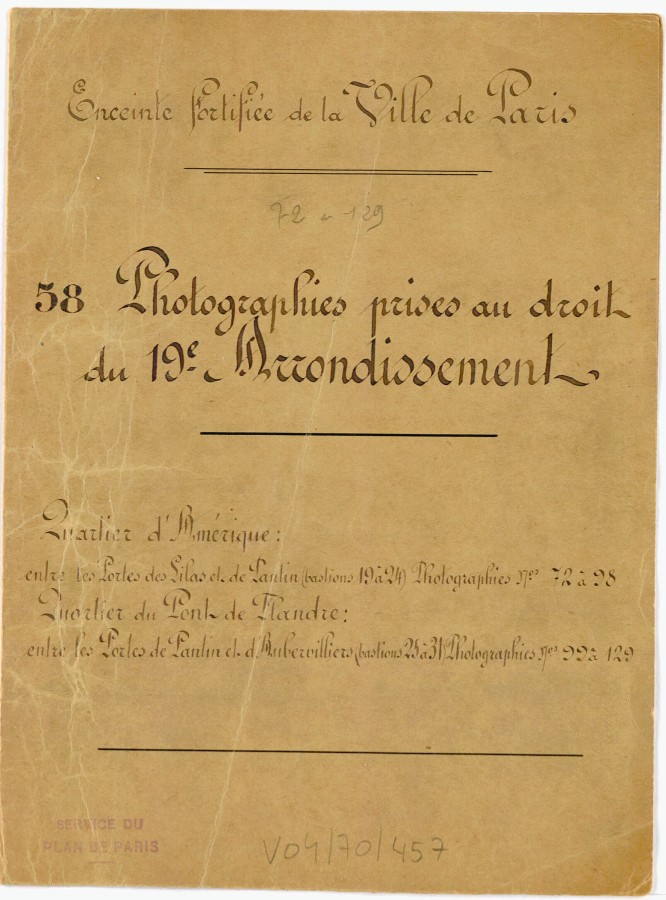 Enceinte fortifiée de la Ville de Paris
72 à 129
58 Photographies prises au droit
du 19e Arrondissement
Quartier d'Amérique:
entre les Portes des Lilas et de Pantin (bastions 19 à 24) Photographies Nos 72 à 98
Quartier du Pont de Flandre:
entre les Portes de Pantin et d'Aubervilliers (bastions 25 à 31) Photographies Nos 99 à 129
SERVICE DU
PLAN DE PARIS
V04/70/457